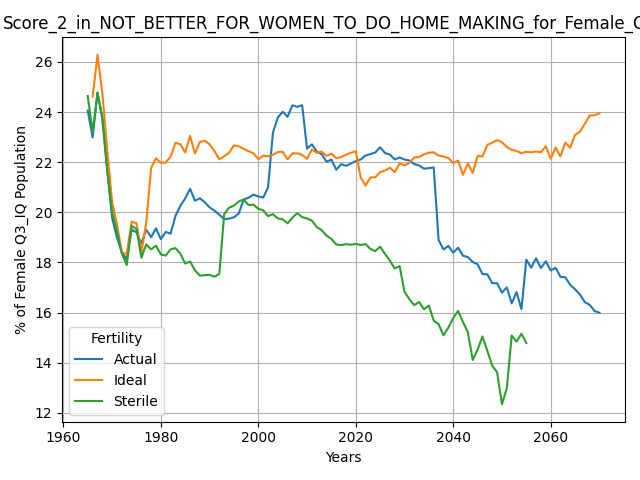 Score_2_in_NOT_BETTER_FOR_WOMEN_TO_DO_HOME_MAKING_for_Female_
% of Female Q3_IQ Population
26
24
22
20
18
16
14
12
Fertility
Actual
Ideal
Sterile
1960 1980 2000 2020 2040 2060
Years